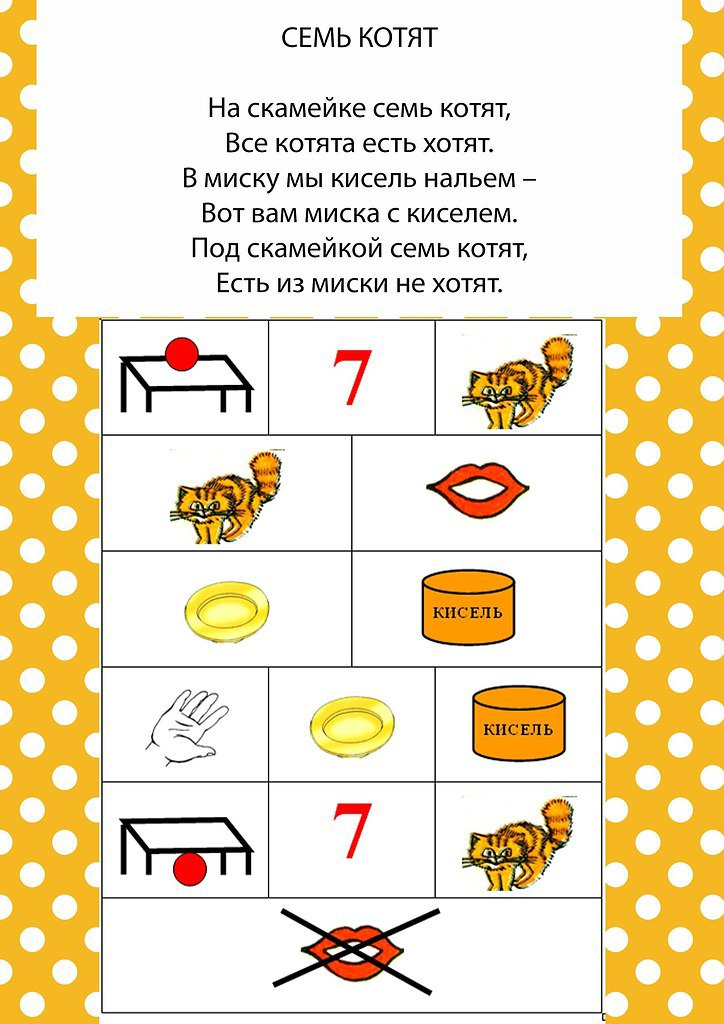 СЕМЬ КОТЯТ
На скамейке семь котят,
Все котята есть хотят.
В миску мы кисель нальем –
Вот вам миска с киселем.
Под скамейкой семь котят,
Есть из миски не хотят.
7
КИСЕЛЬ
КИСЕЛЬ
7